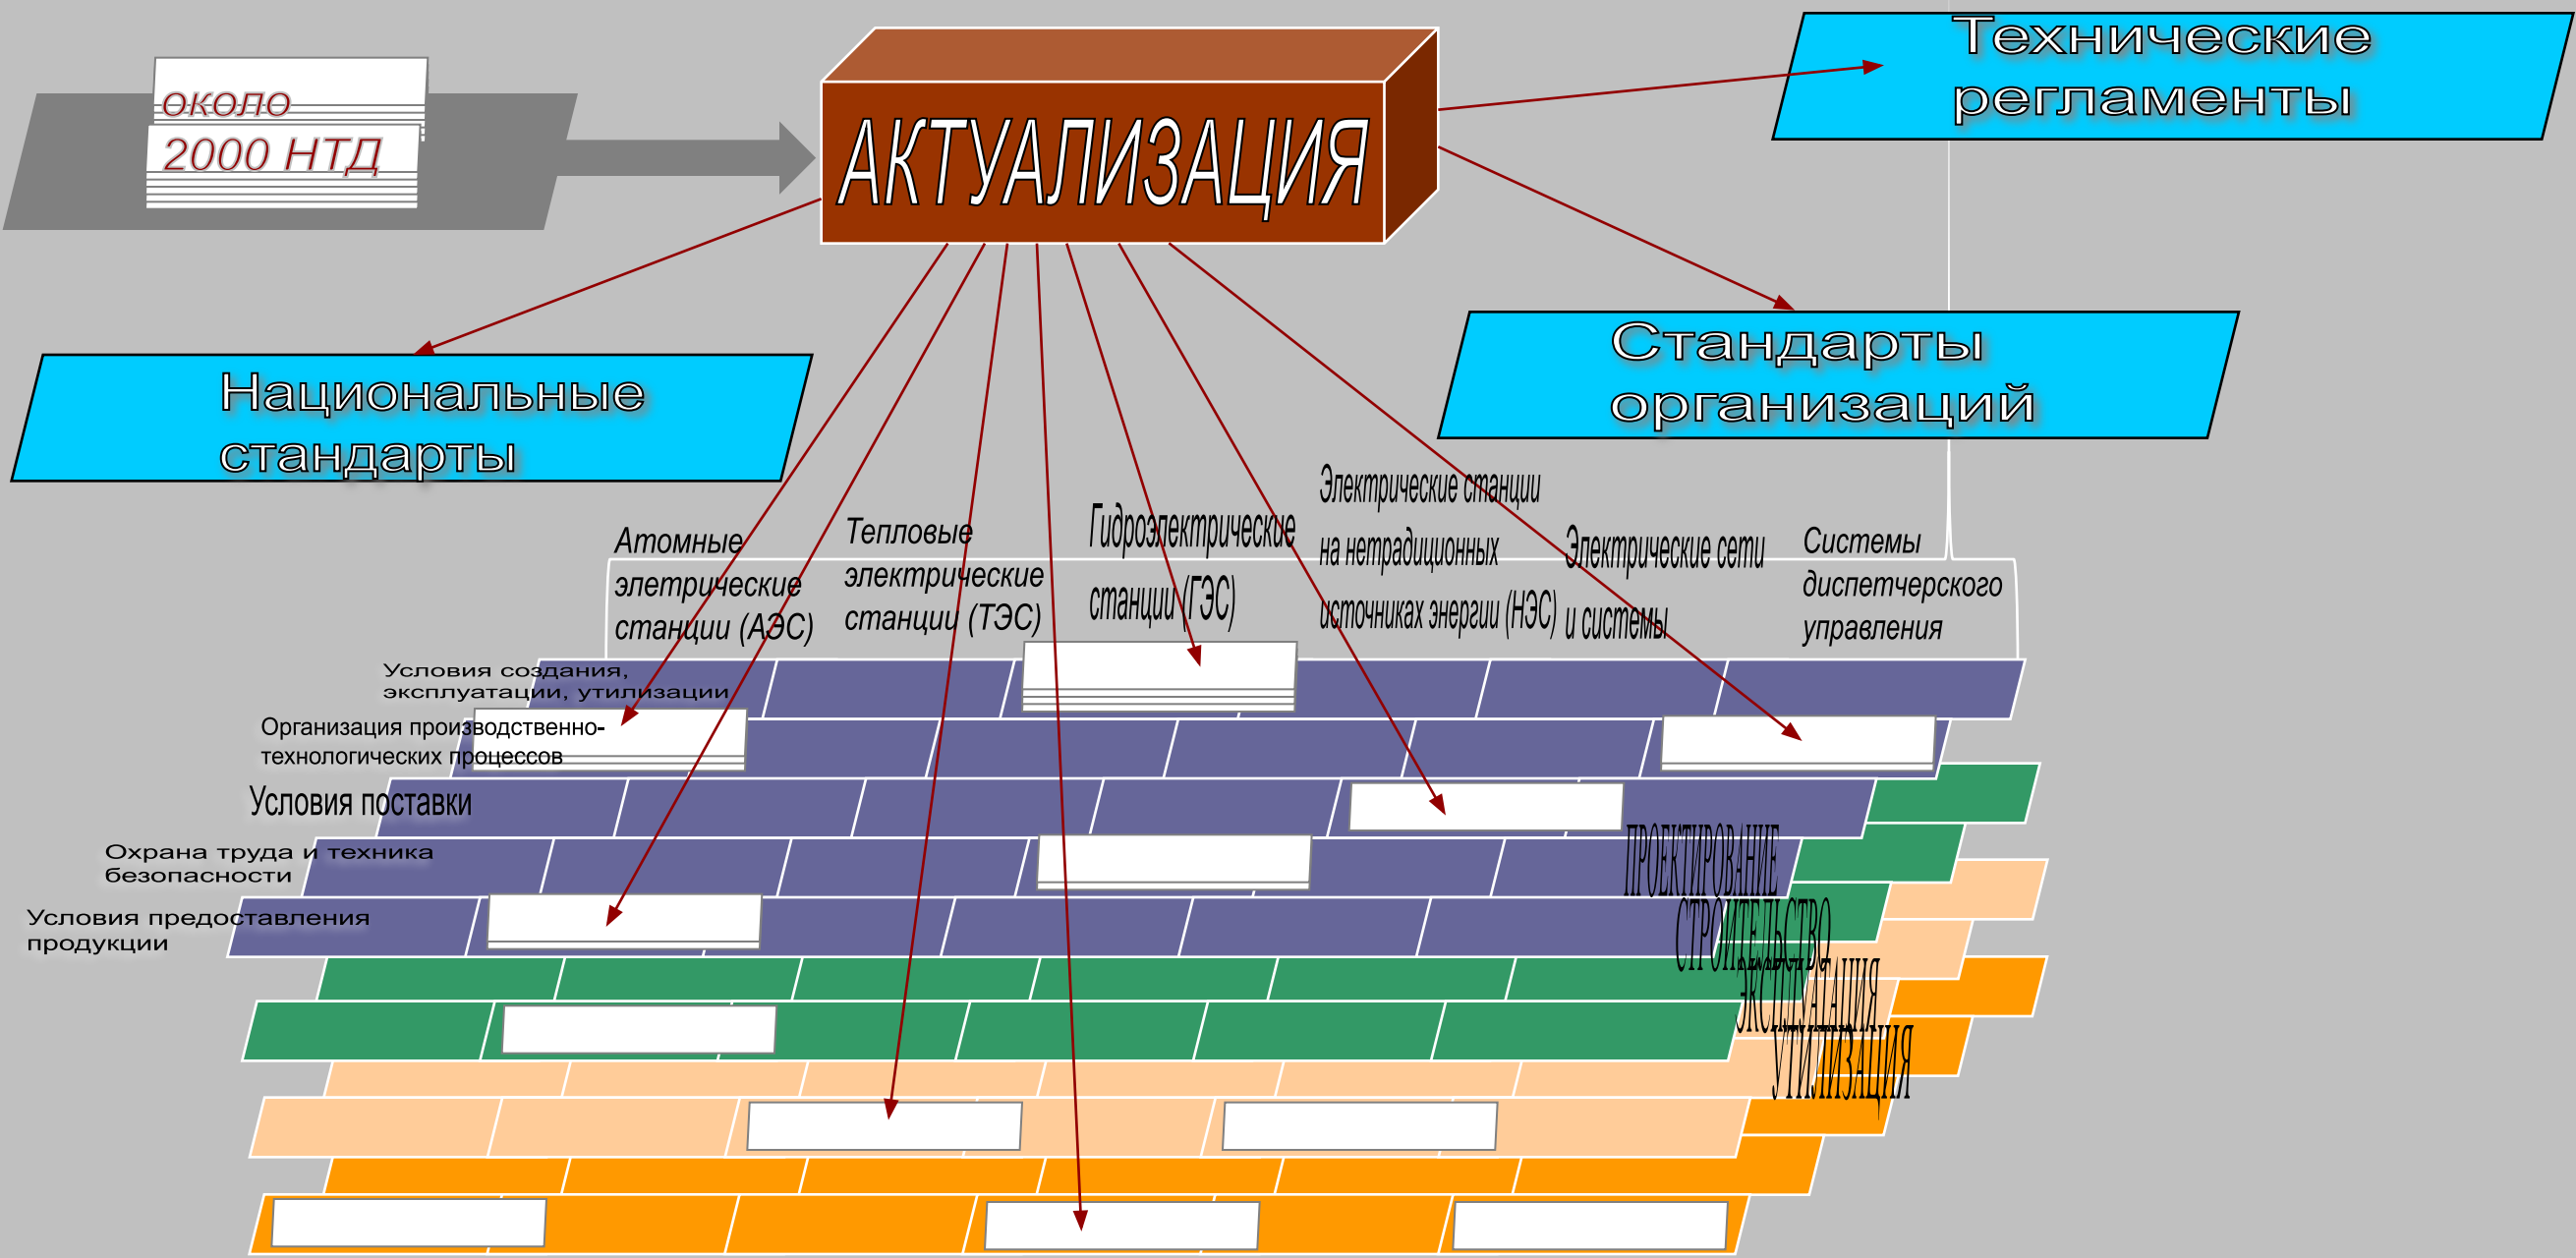 Технические
регламенты
около
2000 НТД
АКТУАЛИЗАЦИЯ
Стандарты
организаций
Национальные
стандарты
Атомные
элетрические
станции (АЭС)
Тепловые
электрические
станции (ТЭС)
Гидроэлектрические
станции (ГЭС)
Электрические станции
на нетрадиционных
источниках энергии (НЭС)
Электрические сети
и системы
Системы
диспетчерского
управления
Условия создания,
эксплуатации, утилизации
Организация производственно-
технологических процессов
Условия поставки
Охрана труда и техника
безопасности
Условия предоставления
продукции
ПРОЕКТИРОВАНИЕ
СТРОИТЕЛЬСТВО
ЭКСПЛУАТАЦИЯ
УТИЛИЗАЦИЯ